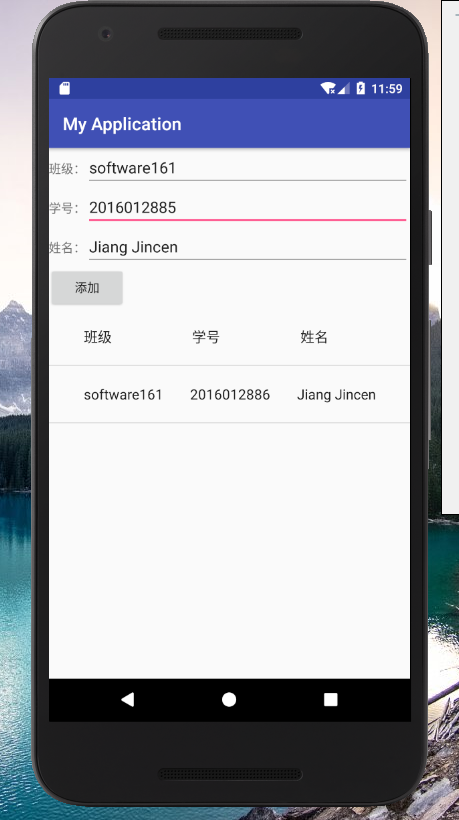 11:59
My Application
班级: software161
学号: 2016012885
姓名: Jiang Jincen
添加
班级 学号 姓名
software161 2016012886 Jiang Jincen